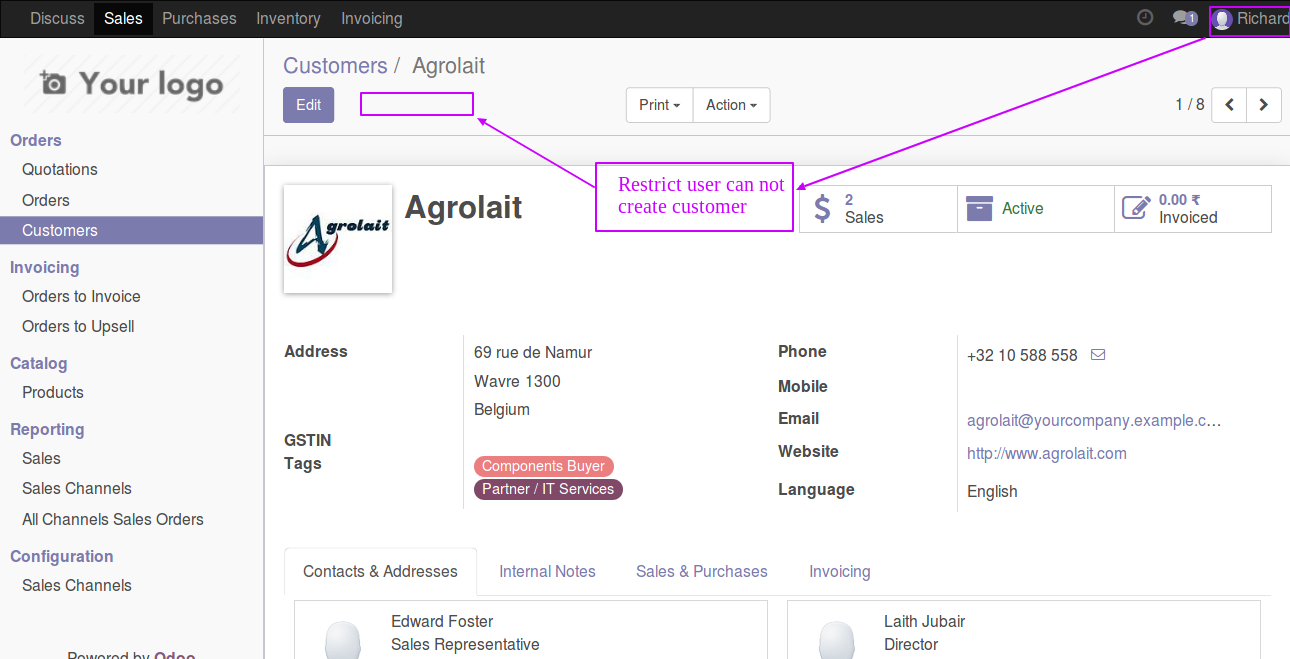 Discuss Sales Purchases Inventory Invoicing 1 Richard
Your logo
Customers / Agrolait
Edit Print Action 1 / 8
Orders
Quotations
Orders
Customers
Invoicing
Orders to Invoice
Orders to Upsell
Catalog
Products
Reporting
Sales
Sales Channels
All Channels Sales Orders
Configuration
Sales Channels
Powered by Odoo
Restrict user can not
create customer
Agrolait
Agrolait
2
Sales
Active
0.00 ₹
Invoiced
Address
69 rue de Namur
Wavre 1300
Belgium
GSTIN
Tags
Components Buyer
Partner / IT Services
Phone +32 10 588 558
Mobile
Email agrolait@yourcompany.example.c…
Website http://www.agrolait.com
Language English
Contacts & Addresses Internal Notes Sales & Purchases Invoicing
Edward Foster
Sales Representative
Laith Jubair
Director